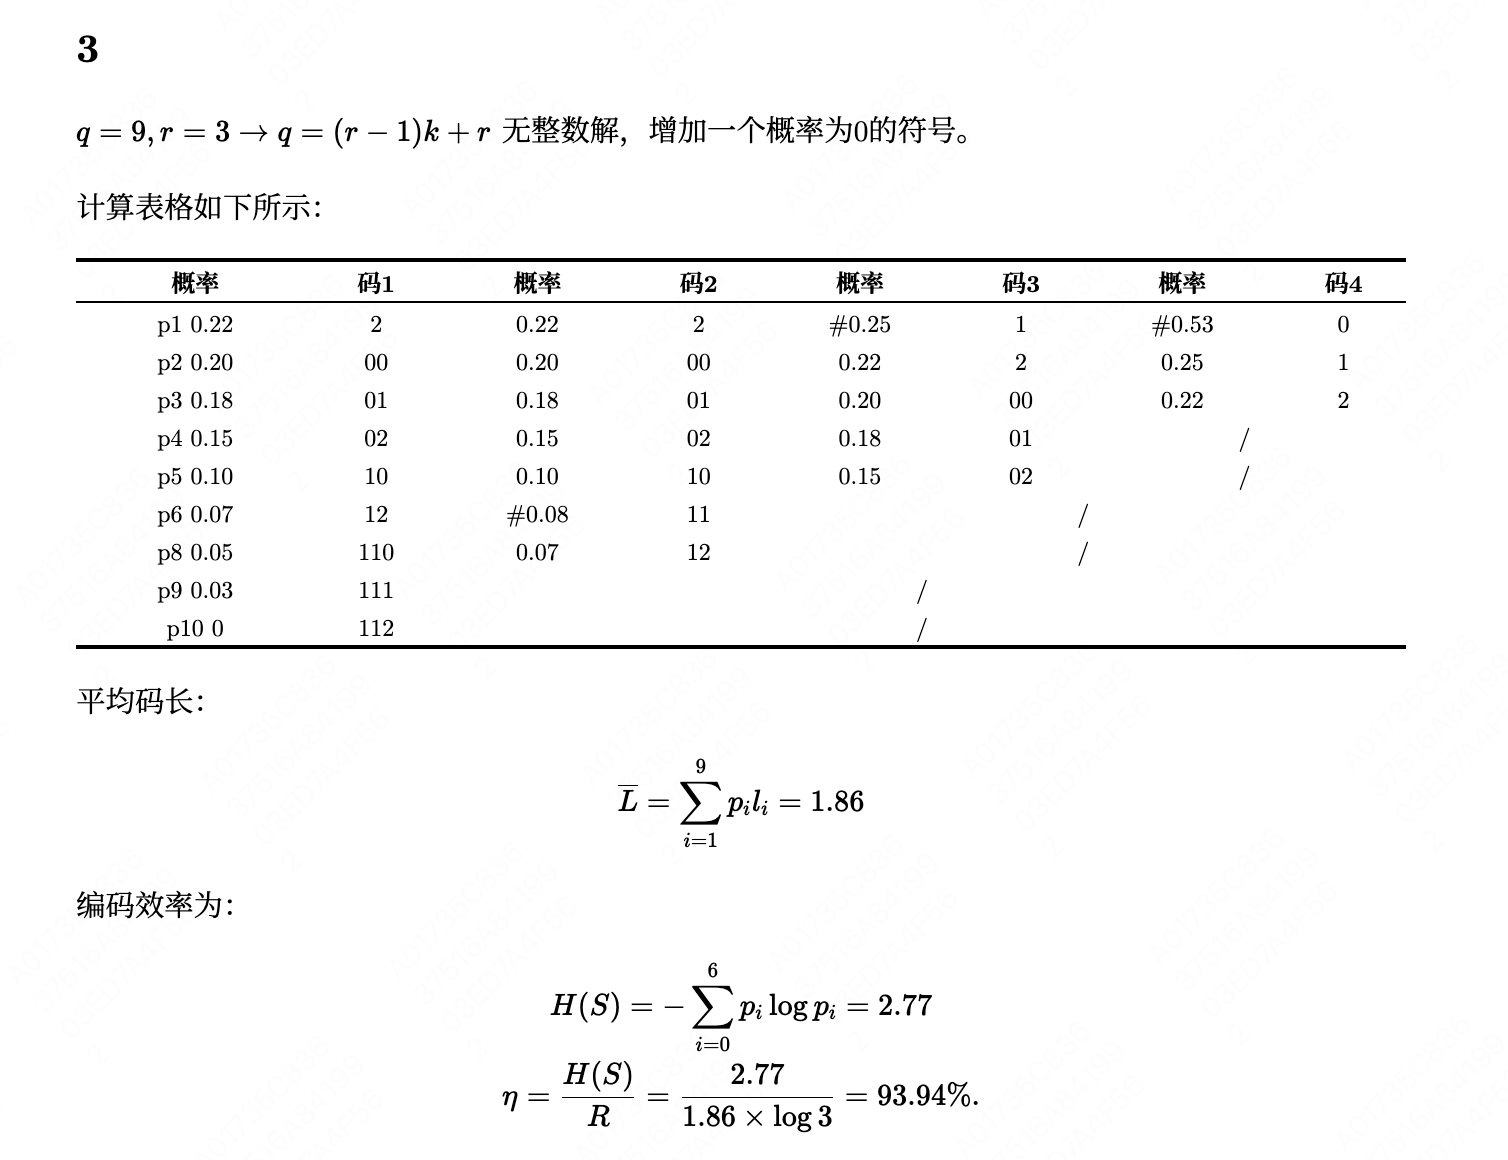 3
q = 9, r = 3 → q = (r − 1)k + r 无整数解，增加一个概率为0的符号。
计算表格如下所示：
概率 码1 概率 码2 概率 码3 概率 码4
p1 0.22 2 0.22 2 #0.25 1 #0.53 0
p2 0.20 00 0.20 00 0.22 2 0.25 1
p3 0.18 01 0.18 01 0.20 00 0.22 2
p4 0.15 02 0.15 02 0.18 01 /
p5 0.10 10 0.10 10 0.15 02 /
p6 0.07 12 #0.08 11 /
p8 0.05 110 0.07 12 /
p9 0.03 111 /
p10 0 112 /
平均码长：
L̅ = ∑_{i=1}^{9} p_i l_i = 1.86
编码效率为：
H(S) = − ∑_{i=0}^{6} p_i log p_i = 2.77
η = H(S)/R = 2.77/(1.86 × log 3) = 93.94%.